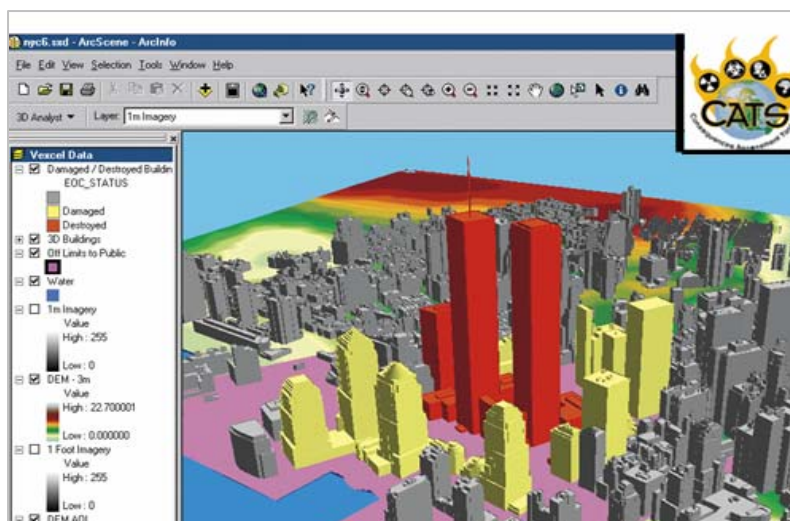 nyc6.sxd - ArcScene - ArcInfo
File Edit View Selection Tools Window Help
3D Analyst Layer: 1m Imagery
CATS
Vexcel Data
Damaged / Destroyed Buildin
EOC_STATUS
Damaged
Destroyed
3D Buildings
Off Limits to Public
Water
1m Imagery
Value
High : 255
Low : 0
DEM - 3m
Value
High : 22.700001
Low : 0.000000
1 Foot Imagery
Value
High : 255
Low : 0
DEM AOI